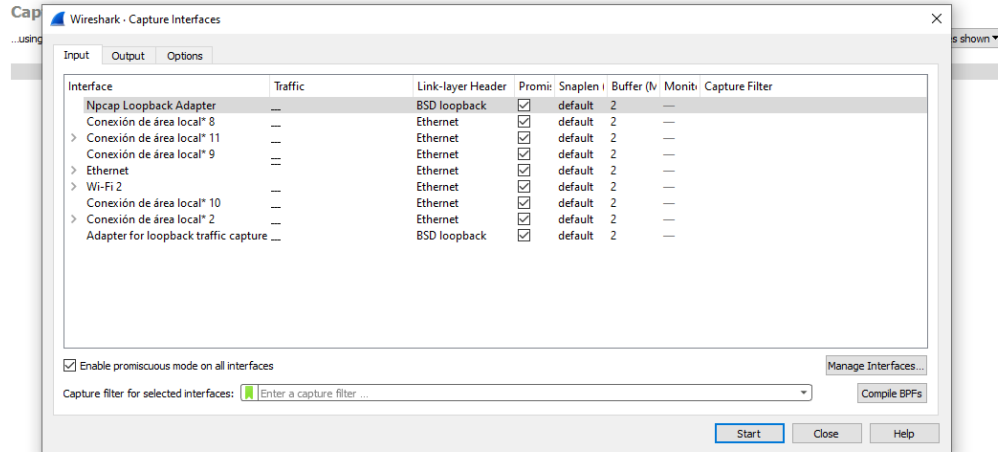 Cap
Wireshark · Capture Interfaces
...using
s shown
Input Output Options
Interface Traffic Link-layer Header Promis Snaplen ( Buffer (M Monito Capture Filter
Npcap Loopback Adapter BSD loopback default 2 —
Conexión de área local* 8 Ethernet default 2 —
Conexión de área local* 11 Ethernet default 2 —
Conexión de área local* 9 Ethernet default 2 —
Ethernet Ethernet default 2 —
Wi-Fi 2 Ethernet default 2 —
Conexión de área local* 10 Ethernet default 2 —
Conexión de área local* 2 Ethernet default 2 —
Adapter for loopback traffic capture BSD loopback default 2 —
Enable promiscuous mode on all interfaces Manage Interfaces...
Capture filter for selected interfaces: Enter a capture filter ... Compile BPFs
Start Close Help